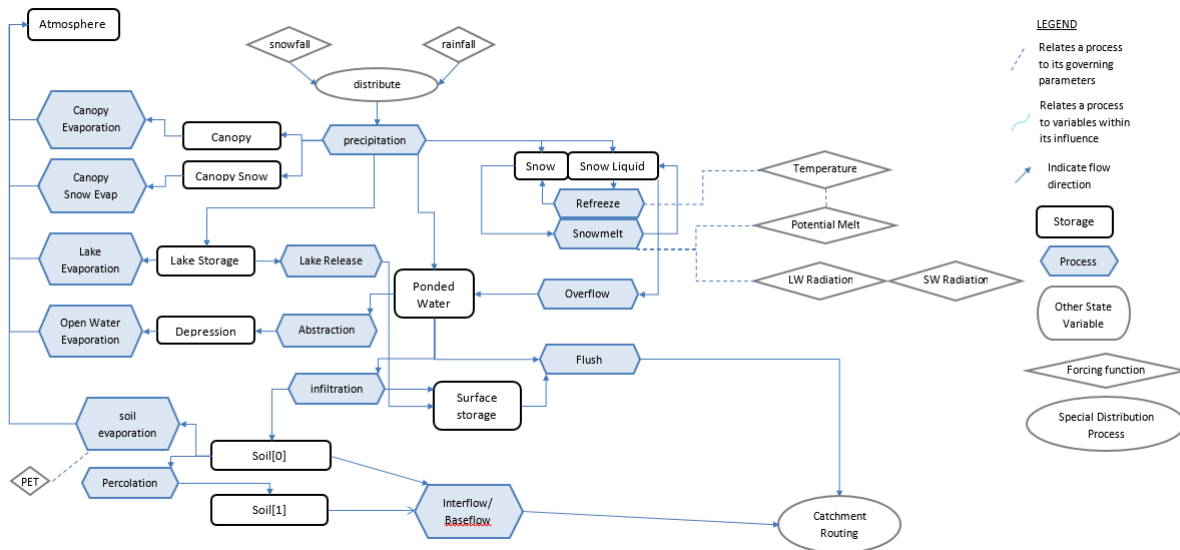 Atmosphere
snowfall
rainfall
distribute
Canopy
Evaporation
Canopy
precipitation
Canopy
Snow Evap
Canopy Snow
Snow
Snow Liquid
Refreeze
Snowmelt
Temperature
Potential Melt
LW Radiation
SW Radiation
Lake
Evaporation
Lake Storage
Lake Release
Ponded
Water
Overflow
Open Water
Evaporation
Depression
Abstraction
infiltration
Surface
storage
Flush
soil
evaporation
PET
Percolation
Soil[0]
Soil[1]
Interflow/
Baseflow
Catchment
Routing
LEGEND
Relates a process
to its governing
parameters
Relates a process
to variables within
its influence
Indicate flow
direction
Storage
Process
Other State
Variable
Forcing function
Special Distribution
Process